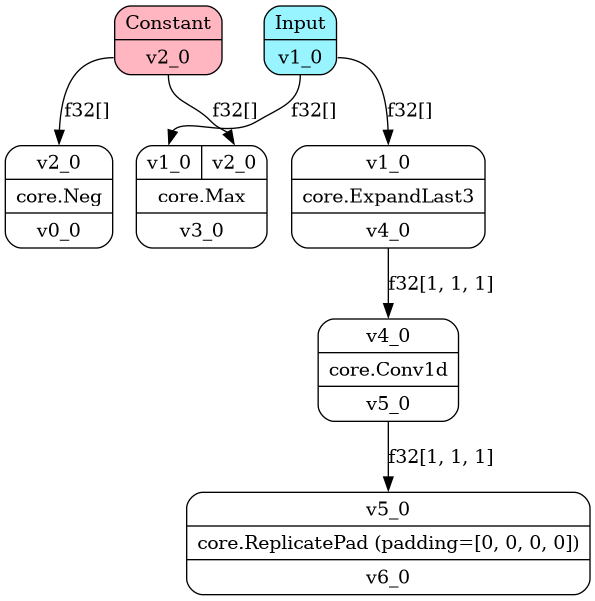 Constant
v2_0
Input
v1_0
f32[]
f32[]
f32[]
f32[]
v2_0
core.Neg
v0_0
v1_0 v2_0
core.Max
v3_0
v1_0
core.ExpandLast3
v4_0
f32[1, 1, 1]
v4_0
core.Conv1d
v5_0
f32[1, 1, 1]
v5_0
core.ReplicatePad (padding=[0, 0, 0, 0])
v6_0